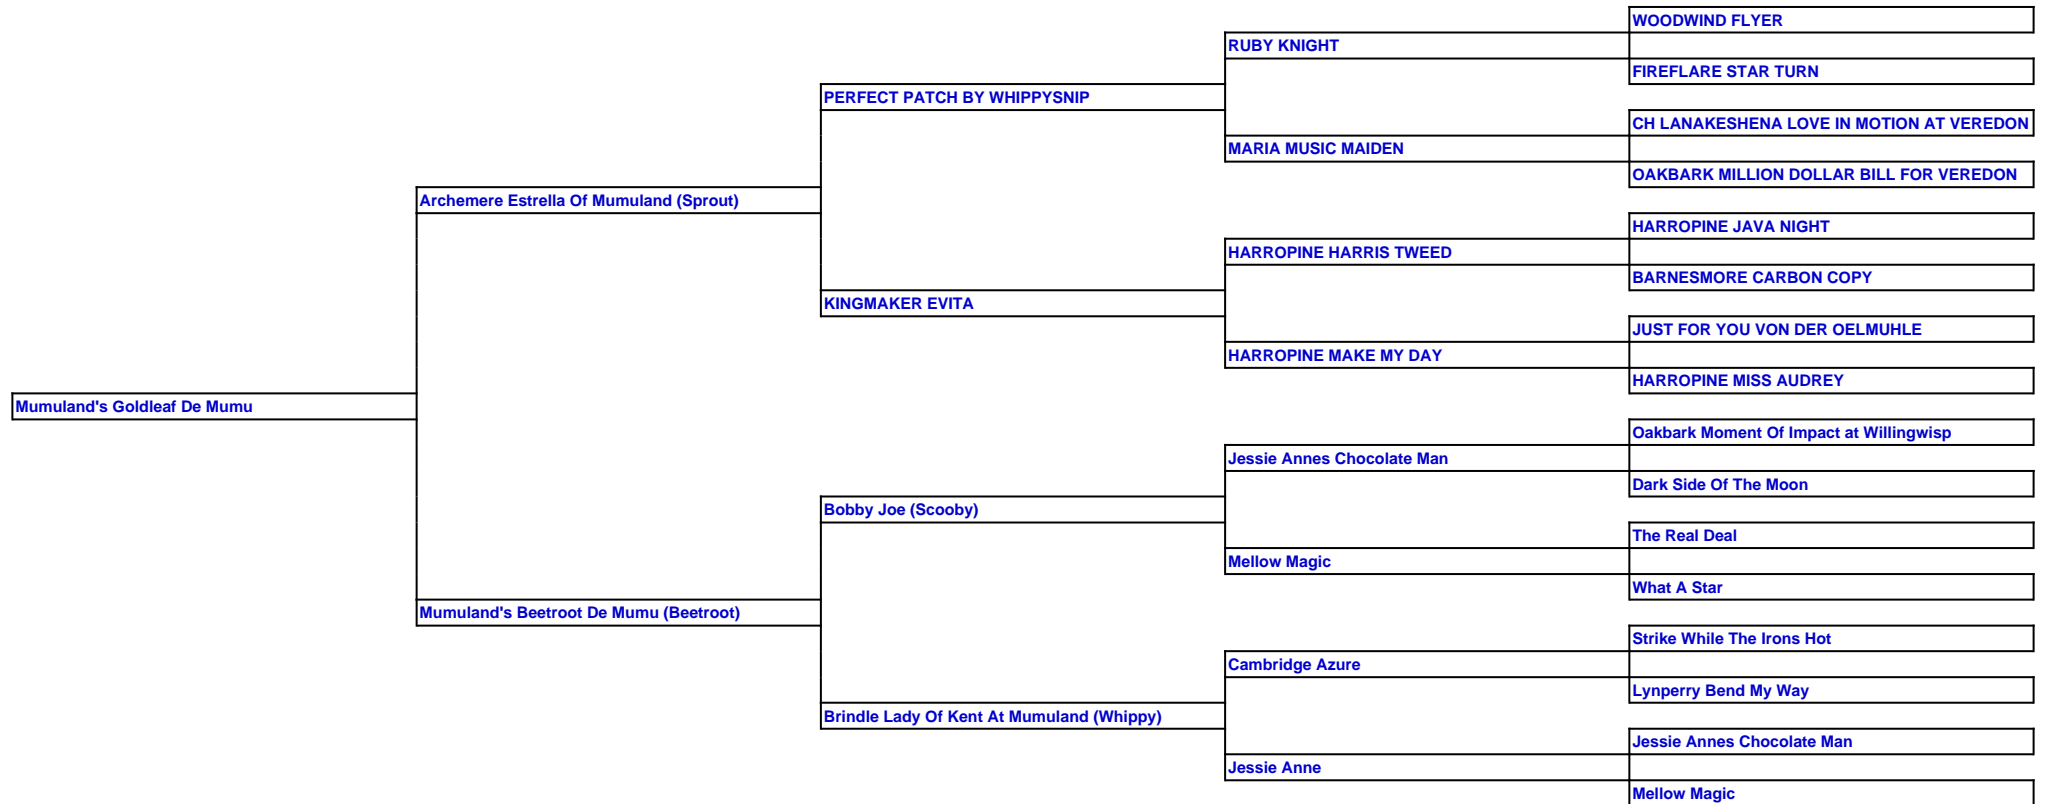 WOODWIND FLYER
RUBY KNIGHT
FIREFLARE STAR TURN
PERFECT PATCH BY WHIPPYSNIP
CH LANAKESHENA LOVE IN MOTION AT VEREDON
MARIA MUSIC MAIDEN
OAKBARK MILLION DOLLAR BILL FOR VEREDON
Archemere Estrella Of Mumuland (Sprout)
HARROPINE JAVA NIGHT
HARROPINE HARRIS TWEED
BARNESMORE CARBON COPY
KINGMAKER EVITA
JUST FOR YOU VON DER OELMUHLE
HARROPINE MAKE MY DAY
HARROPINE MISS AUDREY
Mumuland's Goldleaf De Mumu
Oakbark Moment Of Impact at Willingwisp
Jessie Annes Chocolate Man
Dark Side Of The Moon
Bobby Joe (Scooby)
The Real Deal
Mellow Magic
What A Star
Mumuland's Beetroot De Mumu (Beetroot)
Strike While The Irons Hot
Cambridge Azure
Lynperry Bend My Way
Brindle Lady Of Kent At Mumuland (Whippy)
Jessie Annes Chocolate Man
Jessie Anne
Mellow Magic